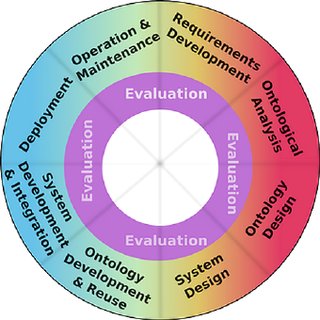 Requirements
Development
Ontological
Analysis
Ontology
Design
System
Design
Ontology
Development
& Reuse
System
Development
& Integration
Deployment
Operation &
Maintenance
Evaluation
Evaluation
Evaluation
Evaluation